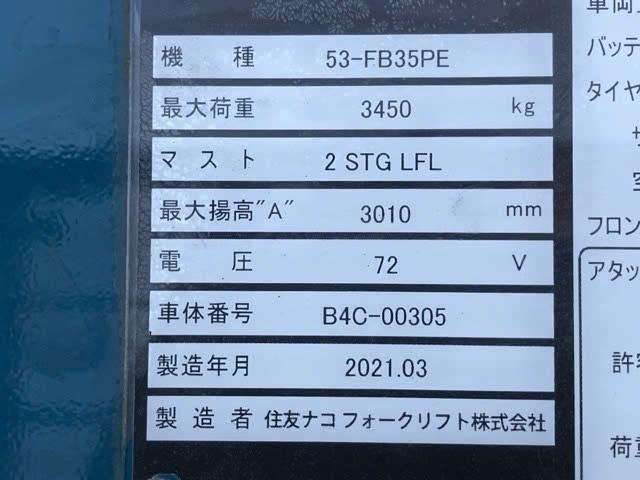 機 種 53-FB35PE
最大荷重 3450 kg
マ ス ト 2 STG LFL
最大揚高"A" 3010 mm
電 圧 72 V
車体番号 B4C-00305
製造年月 2021.03
製 造 者 住友ナコ フォークリフト株式会社
バッテ
タイヤ
フロン
アタッ
許容
荷重